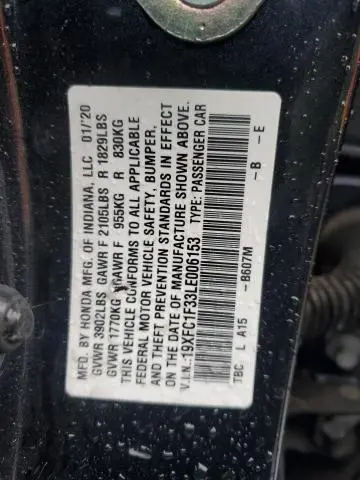 MFD. BY HONDA MFG. OF INDIANA, LLC 01/'20
GVWR 3902LBS GAWR F 2105LBS R 1829LBS
GVWR 1770KG GAWR F 955KG R 830KG
THIS VEHICLE CONFORMS TO ALL APPLICABLE
FEDERAL MOTOR VEHICLE SAFETY, BUMPER,
AND THEFT PREVENTION STANDARDS IN EFFECT
ON THE DATE OF MANUFACTURE SHOWN ABOVE.
V.I.N.:19XFC1F33LE006153 TYPE: PASSENGER CAR
-B607M -B -E
TBC L A15